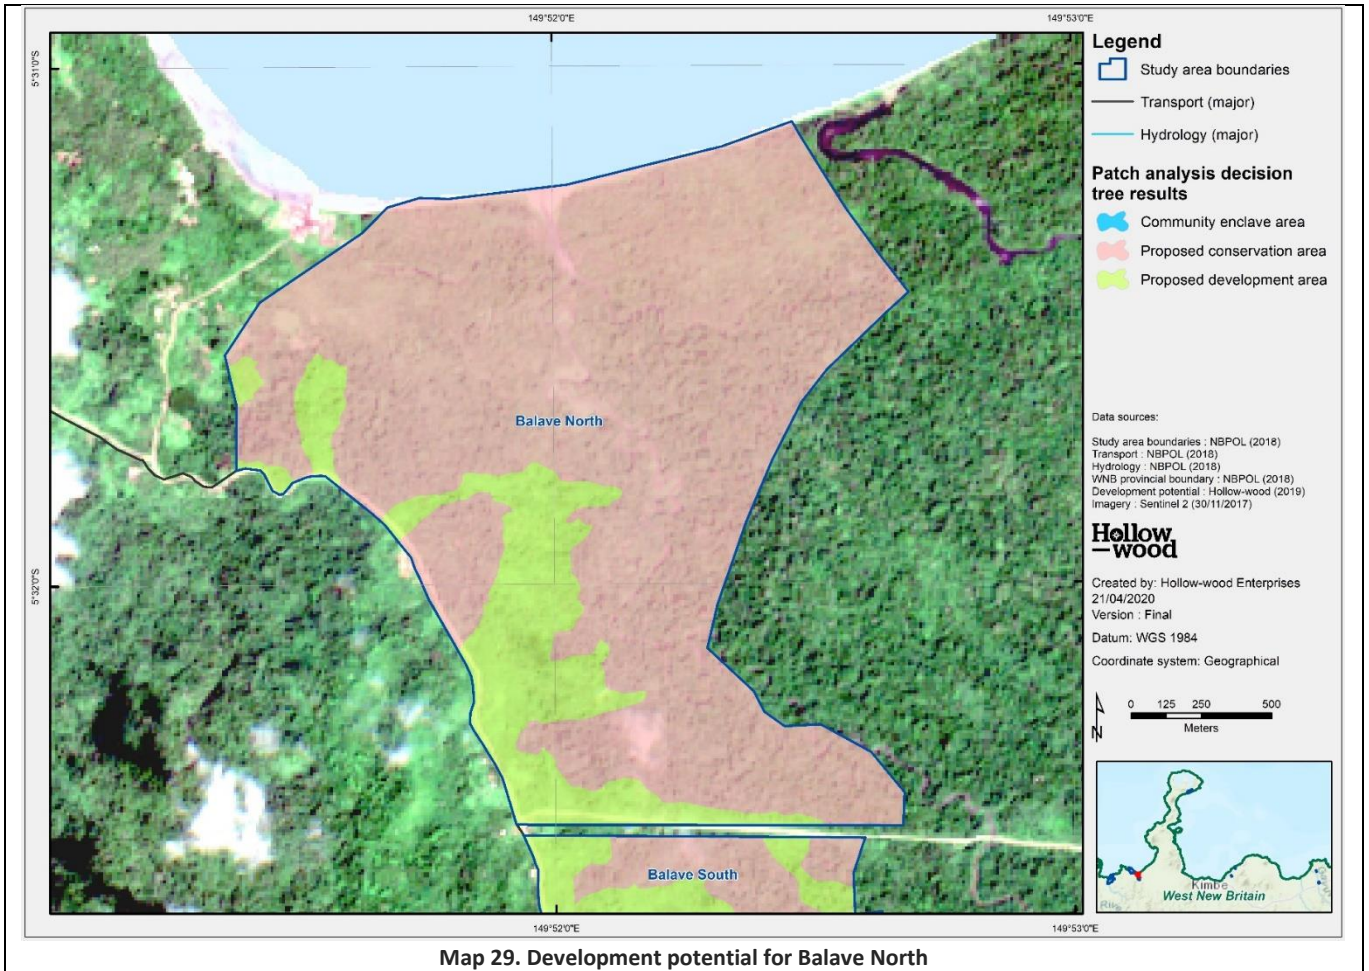 149°52'0"E
149°53'0"E
5°31'0"S
5°32'0"S
Balave North
Balave South
149°52'0"E
149°53'0"E
Legend
Study area boundaries
Transport (major)
Hydrology (major)
Patch analysis decision
tree results
Community enclave area
Proposed conservation area
Proposed development area
Data sources:
Study area boundaries : NBPOL (2018)
Transport : NBPOL (2018)
Hydrology : NBPOL (2018)
WNB provincial boundary : NBPOL (2018)
Development potential : Hollow-wood (2019)
Imagery : Sentinel 2 (30/11/2017)
Hollow
–wood
Created by: Hollow-wood Enterprises
21/04/2020
Version : Final
Datum: WGS 1984
Coordinate system: Geographical
N
0 125 250 500
Meters
Kimbe
West New Britain
Map 29. Development potential for Balave North